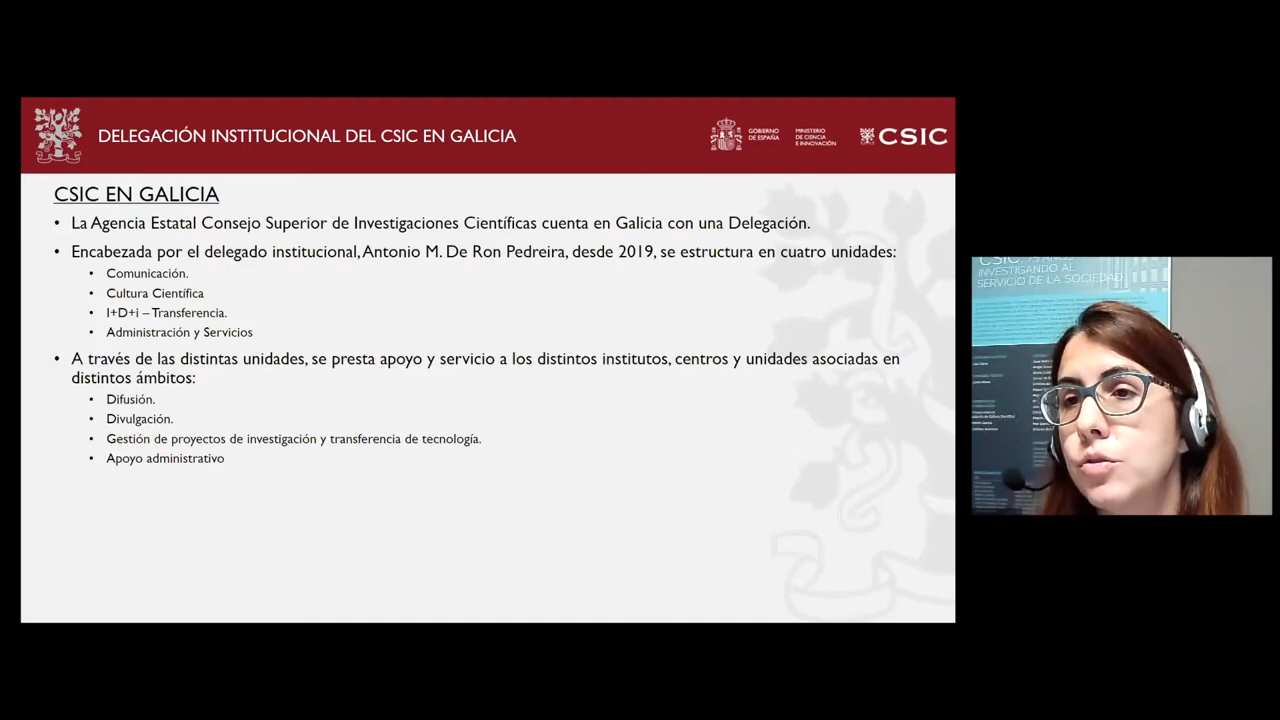 DELEGACIÓN INSTITUCIONAL DEL CSIC EN GALICIA
GOBIERNO
DE ESPAÑA
MINISTERIO
DE CIENCIA
E INNOVACIÓN
CSIC
CSIC EN GALICIA
• La Agencia Estatal Consejo Superior de Investigaciones Científicas cuenta en Galicia con una Delegación.
• Encabezada por el delegado institucional, Antonio M. De Ron Pedreira, desde 2019, se estructura en cuatro unidades:
• Comunicación.
• Cultura Científica
• I+D+i – Transferencia.
• Administración y Servicios
• A través de las distintas unidades, se presta apoyo y servicio a los distintos institutos, centros y unidades asociadas en
distintos ámbitos:
• Difusión.
• Divulgación.
• Gestión de proyectos de investigación y transferencia de tecnología.
• Apoyo administrativo
INVESTIGANDO AL
SERVICIO DE LA SOCIEDAD